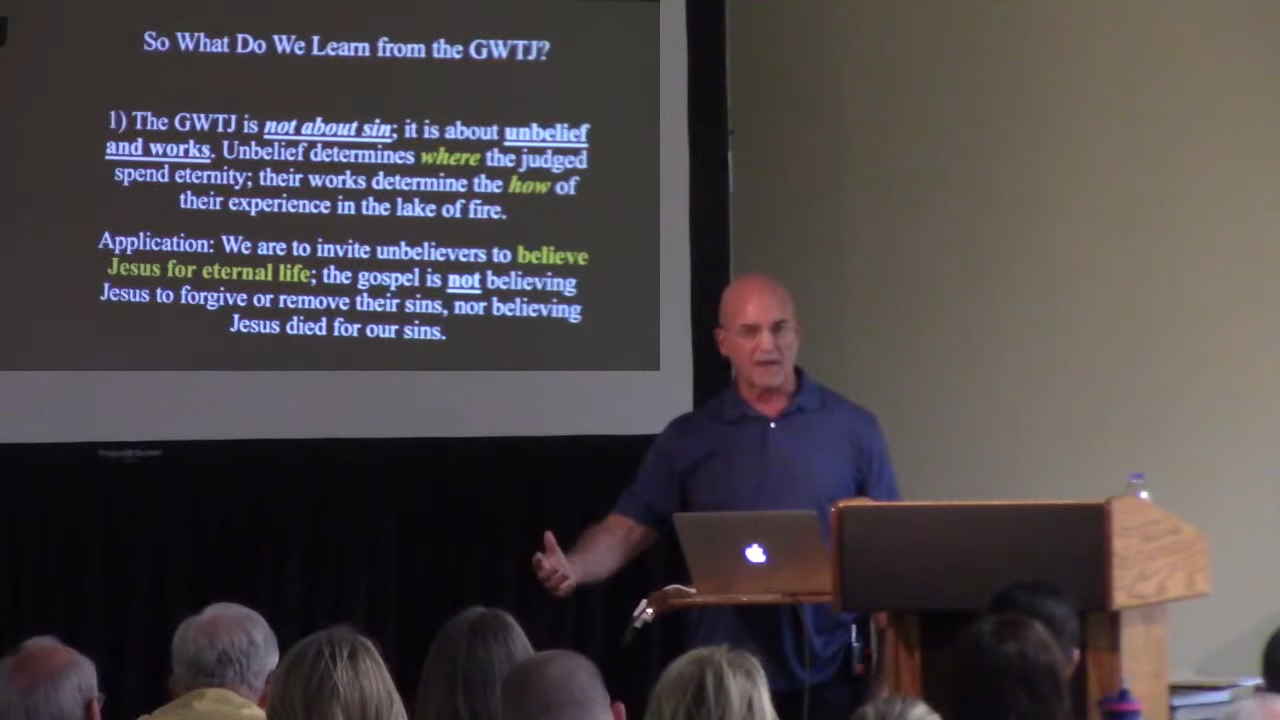 So What Do We Learn from the GWTJ?
1) The GWTJ is not about sin; it is about unbelief
and works. Unbelief determines where the judged
spend eternity; their works determine the how of
their experience in the lake of fire.
Application: We are to invite unbelievers to believe
Jesus for eternal life; the gospel is not believing
Jesus to forgive or remove their sins, nor believing
Jesus died for our sins.